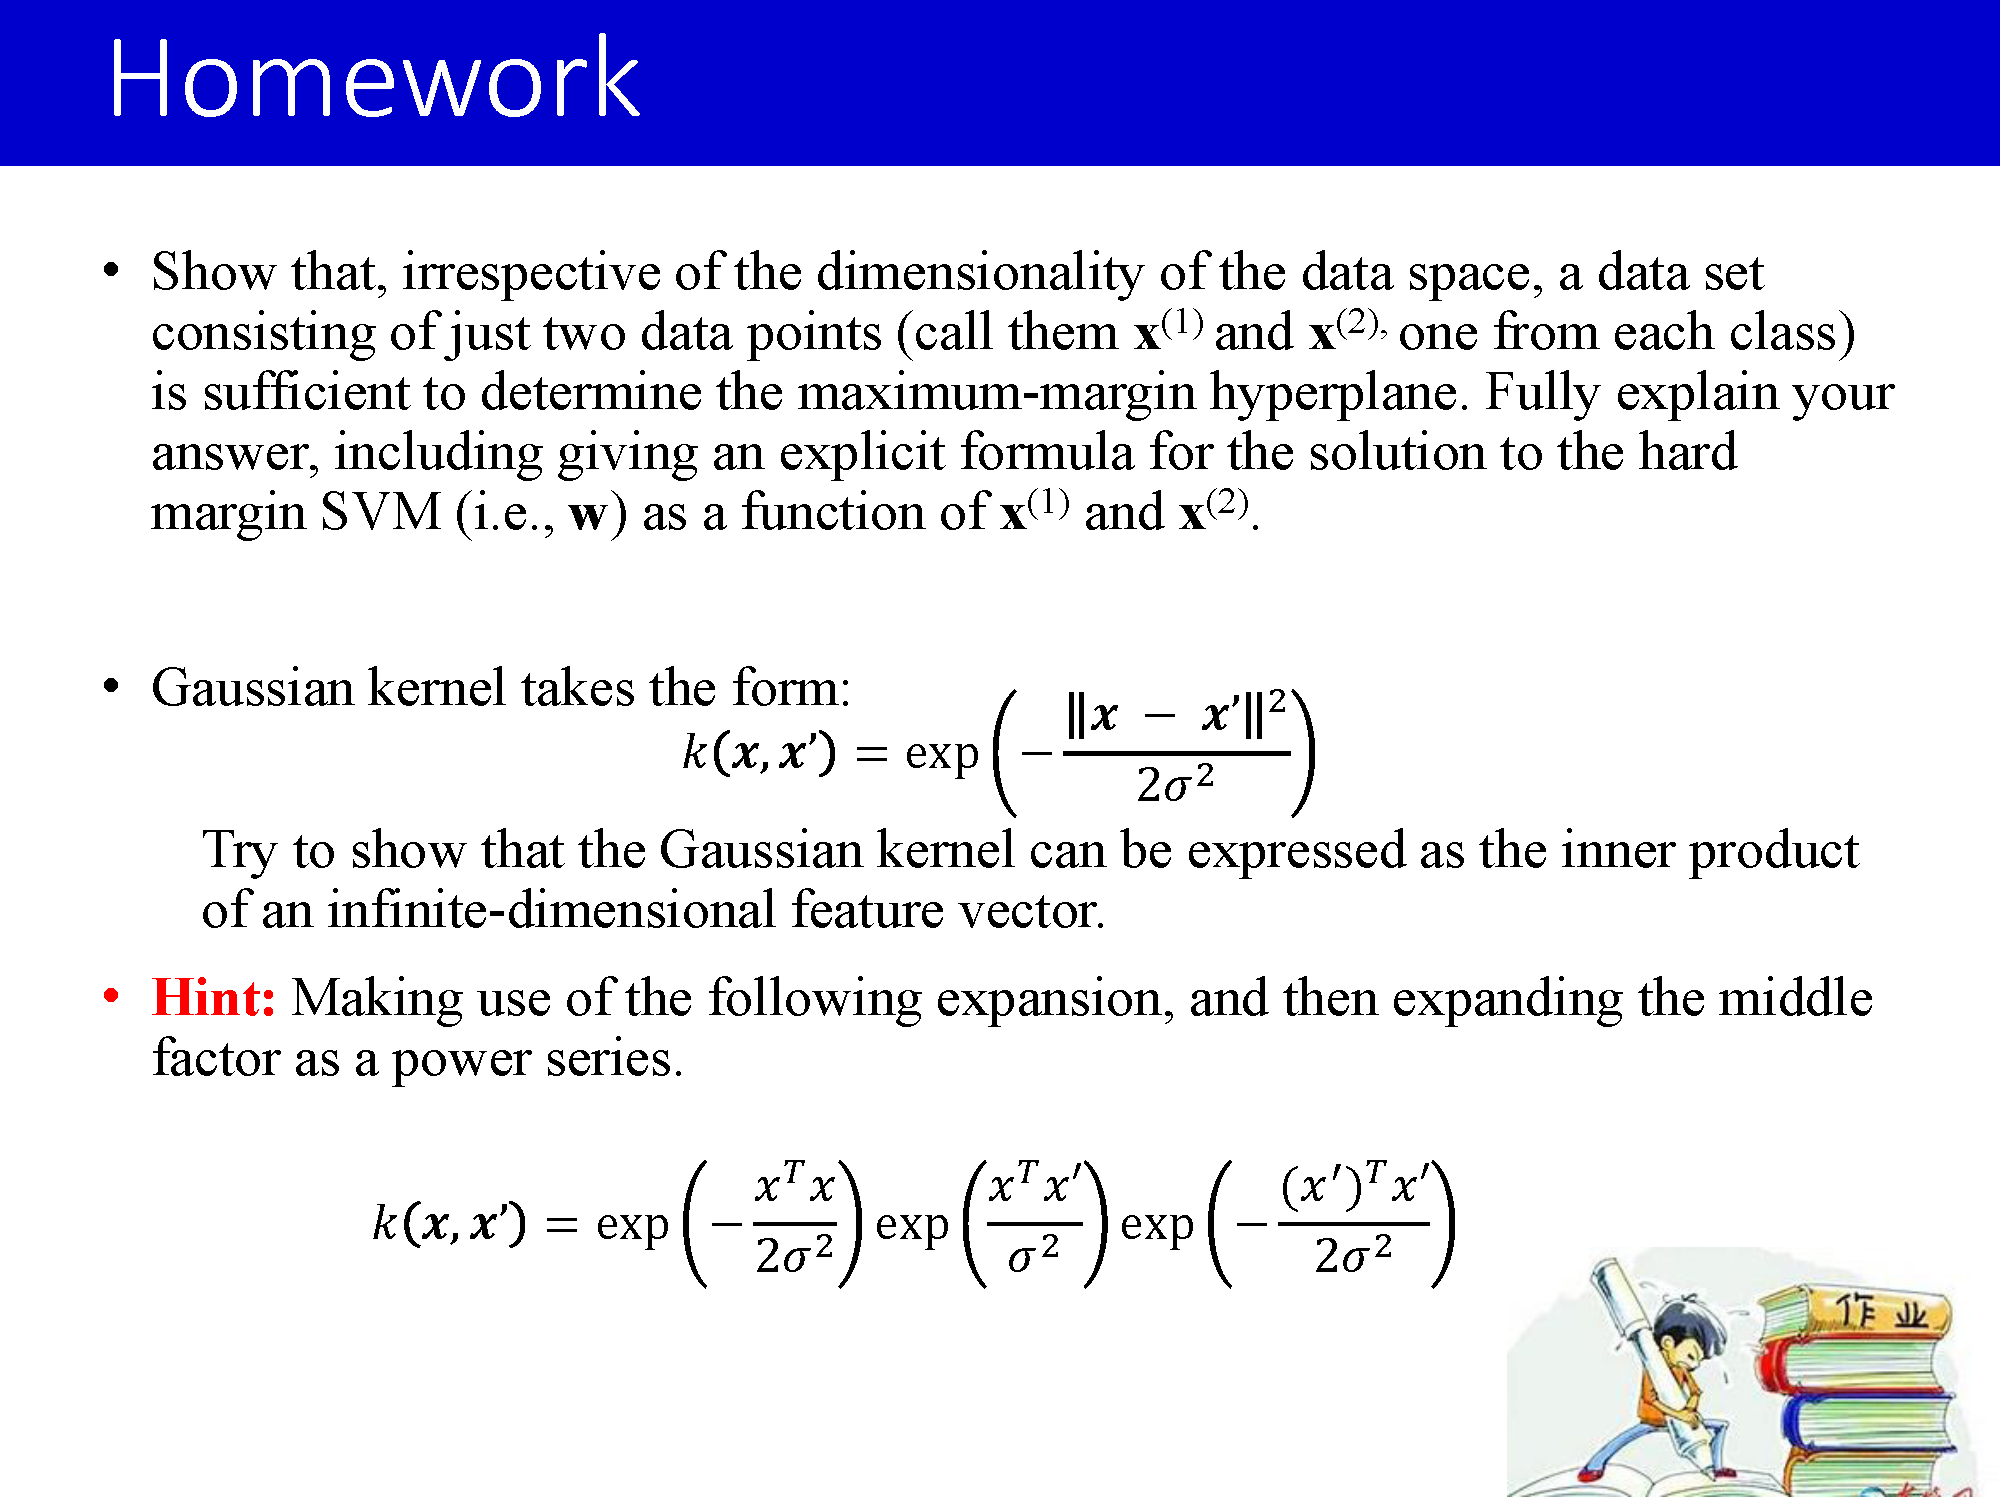 Homework
• Show that, irrespective of the dimensionality of the data space, a data set
consisting of just two data points (call them x⁽¹⁾ and x⁽²⁾, one from each class)
is sufficient to determine the maximum-margin hyperplane. Fully explain your
answer, including giving an explicit formula for the solution to the hard
margin SVM (i.e., w) as a function of x⁽¹⁾ and x⁽²⁾.
• Gaussian kernel takes the form:
k(x, x’) = exp(−‖x − x’‖² / 2σ²)
Try to show that the Gaussian kernel can be expressed as the inner product
of an infinite-dimensional feature vector.
• Hint: Making use of the following expansion, and then expanding the middle
factor as a power series.
k(x, x’) = exp(−xᵀx / 2σ²) exp(xᵀx′ / σ²) exp(−(x′)ᵀx′ / 2σ²)
作业